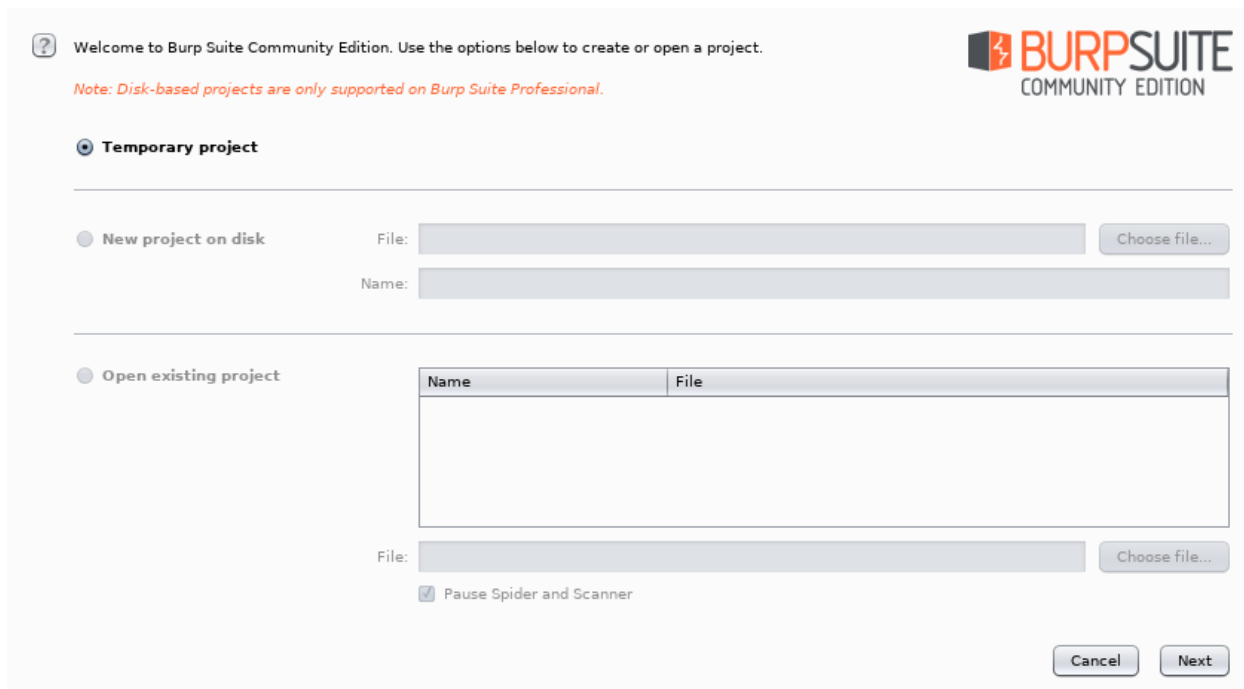 ? Welcome to Burp Suite Community Edition. Use the options below to create or open a project.
BURPSUITE
COMMUNITY EDITION
Note: Disk-based projects are only supported on Burp Suite Professional.
Temporary project
New project on disk File: Choose file...
Name:
Open existing project
Name File
File: Choose file...
Pause Spider and Scanner
Cancel Next